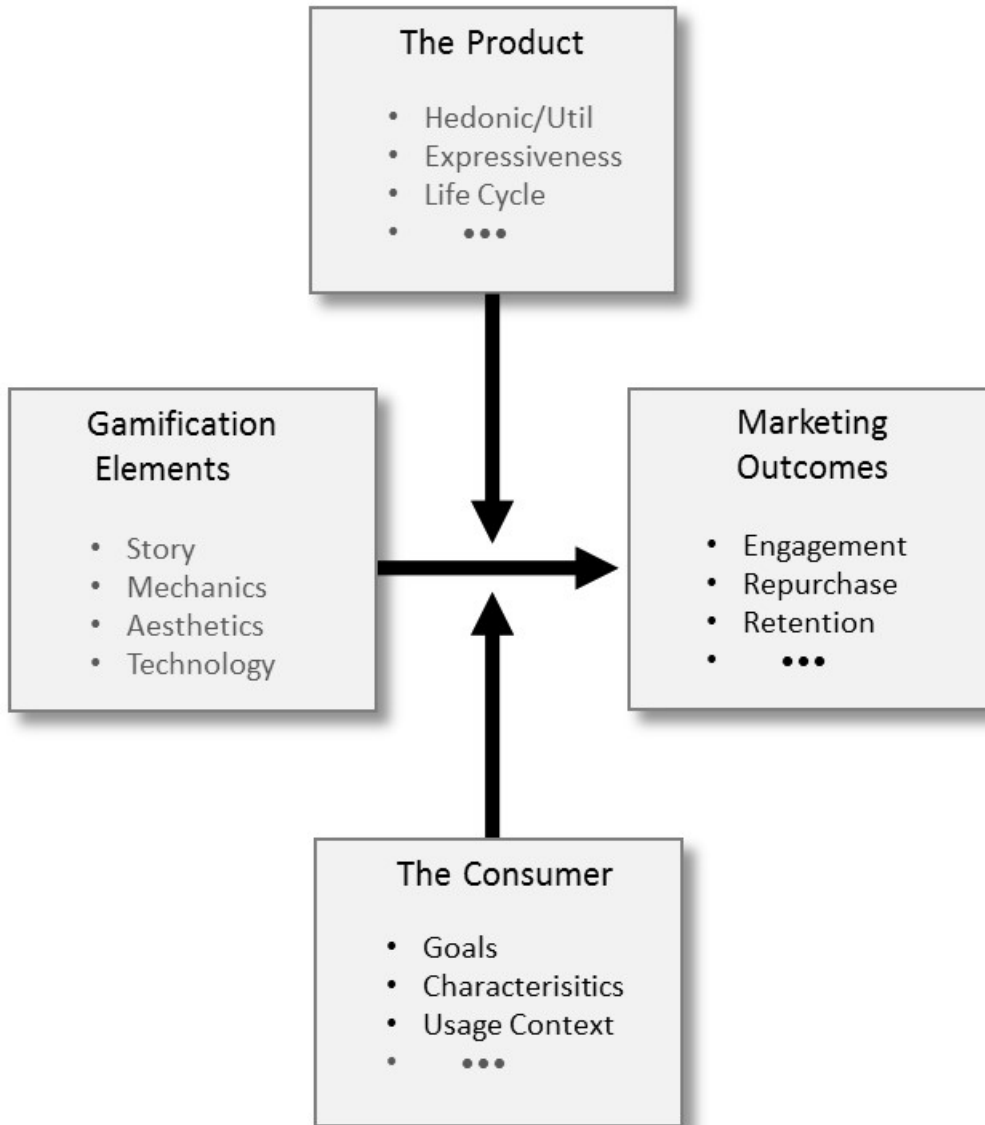 The Product
• Hedonic/Util
• Expressiveness
• Life Cycle
• •••
Gamification
Elements
• Story
• Mechanics
• Aesthetics
• Technology
Marketing
Outcomes
• Engagement
• Repurchase
• Retention
• •••
The Consumer
• Goals
• Characterisitics
• Usage Context
• •••